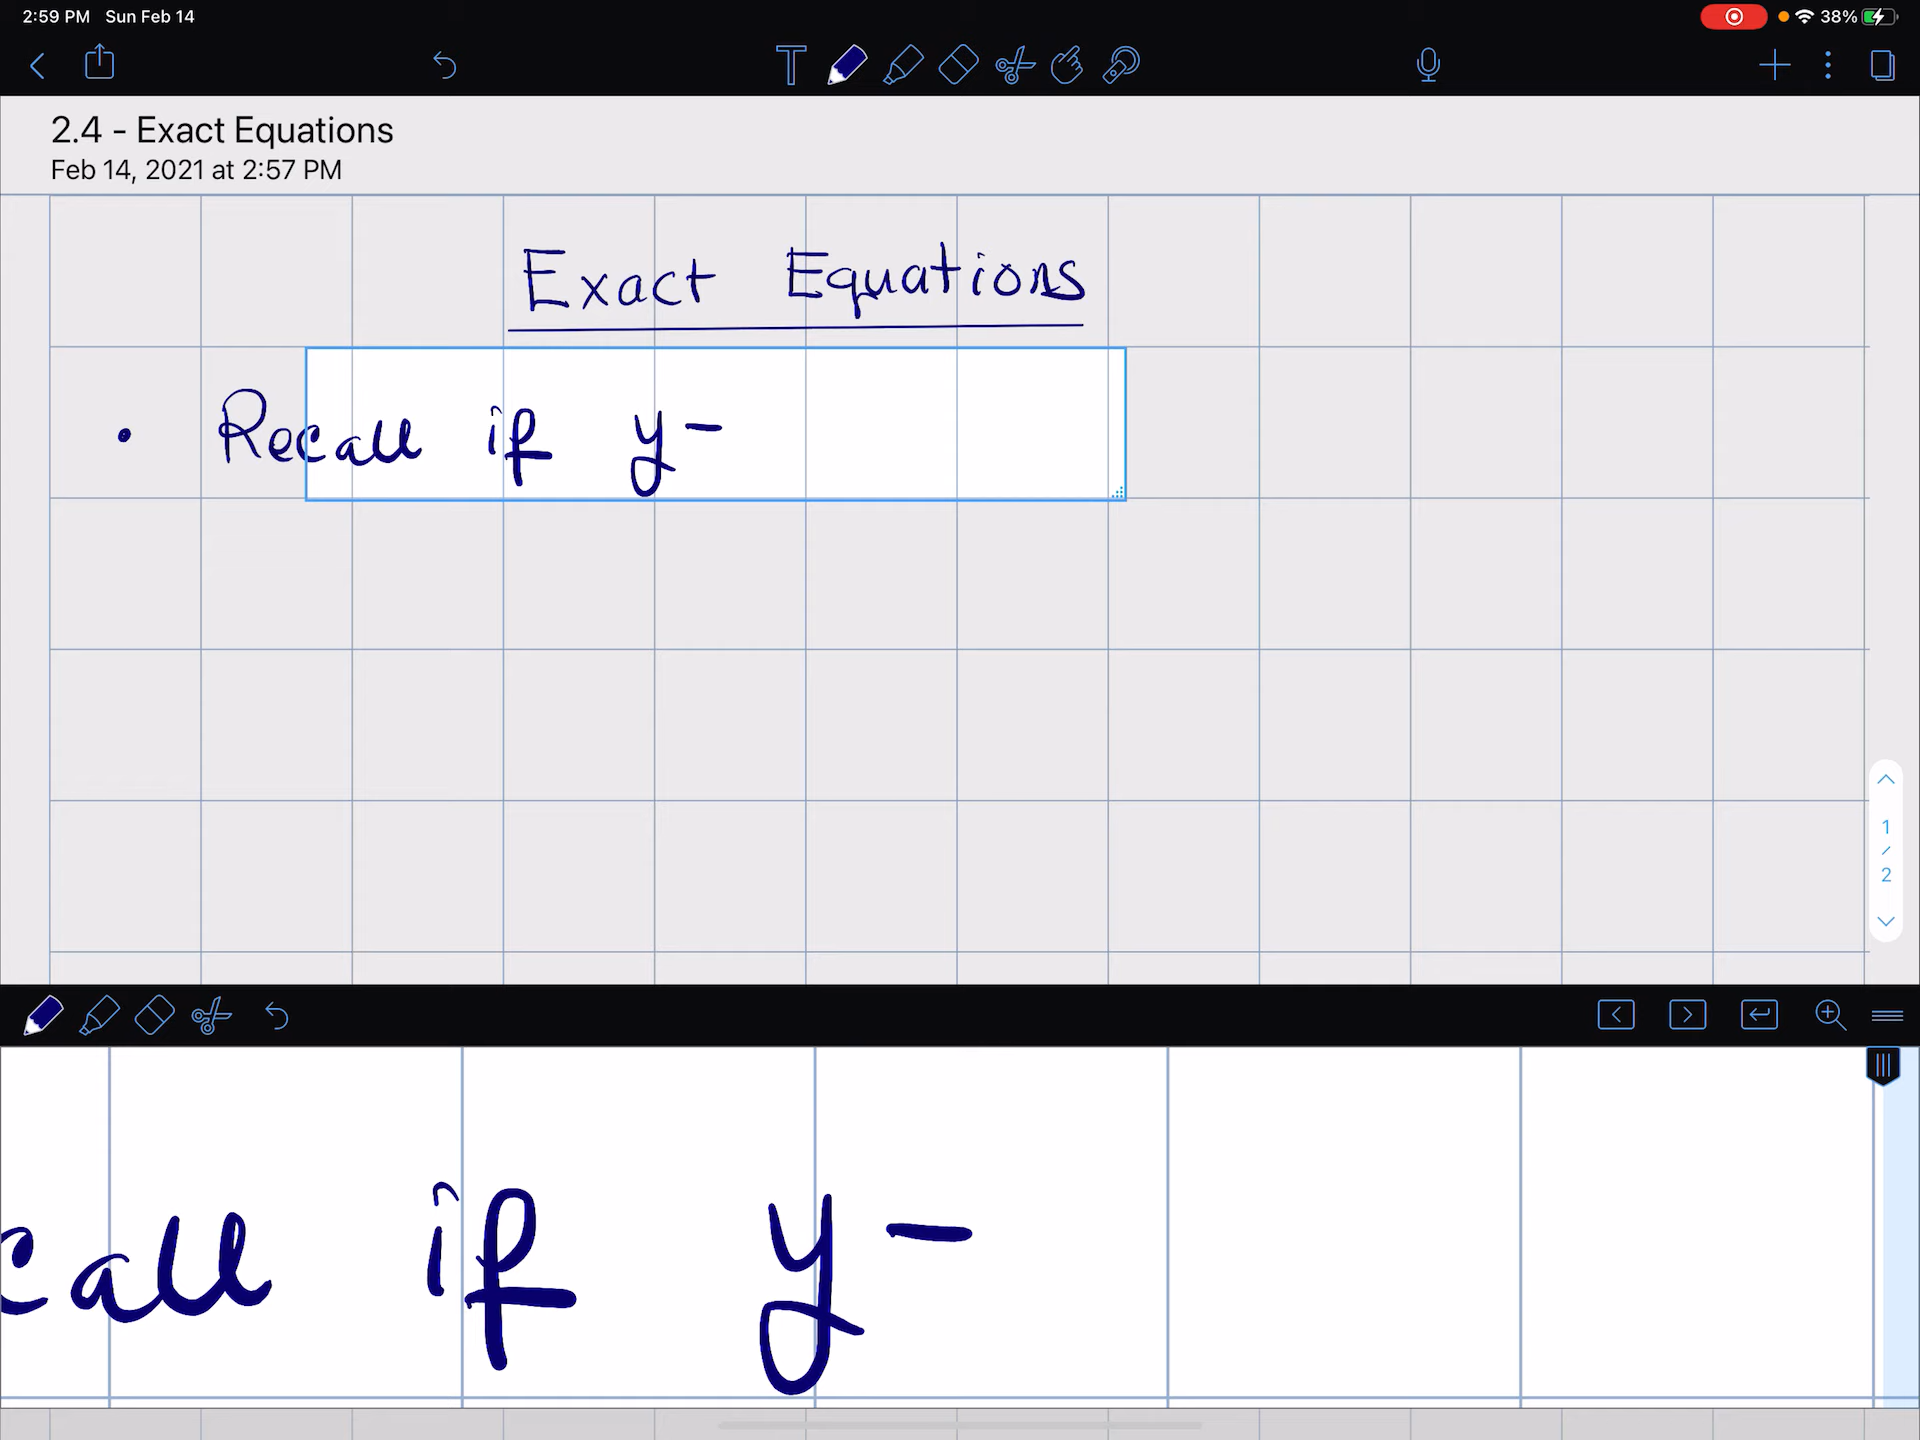 2:59 PM Sun Feb 14
38%
2.4 - Exact Equations
Feb 14, 2021 at 2:57 PM
Exact Equations
• Recall if y-
1
/
2
call if y-